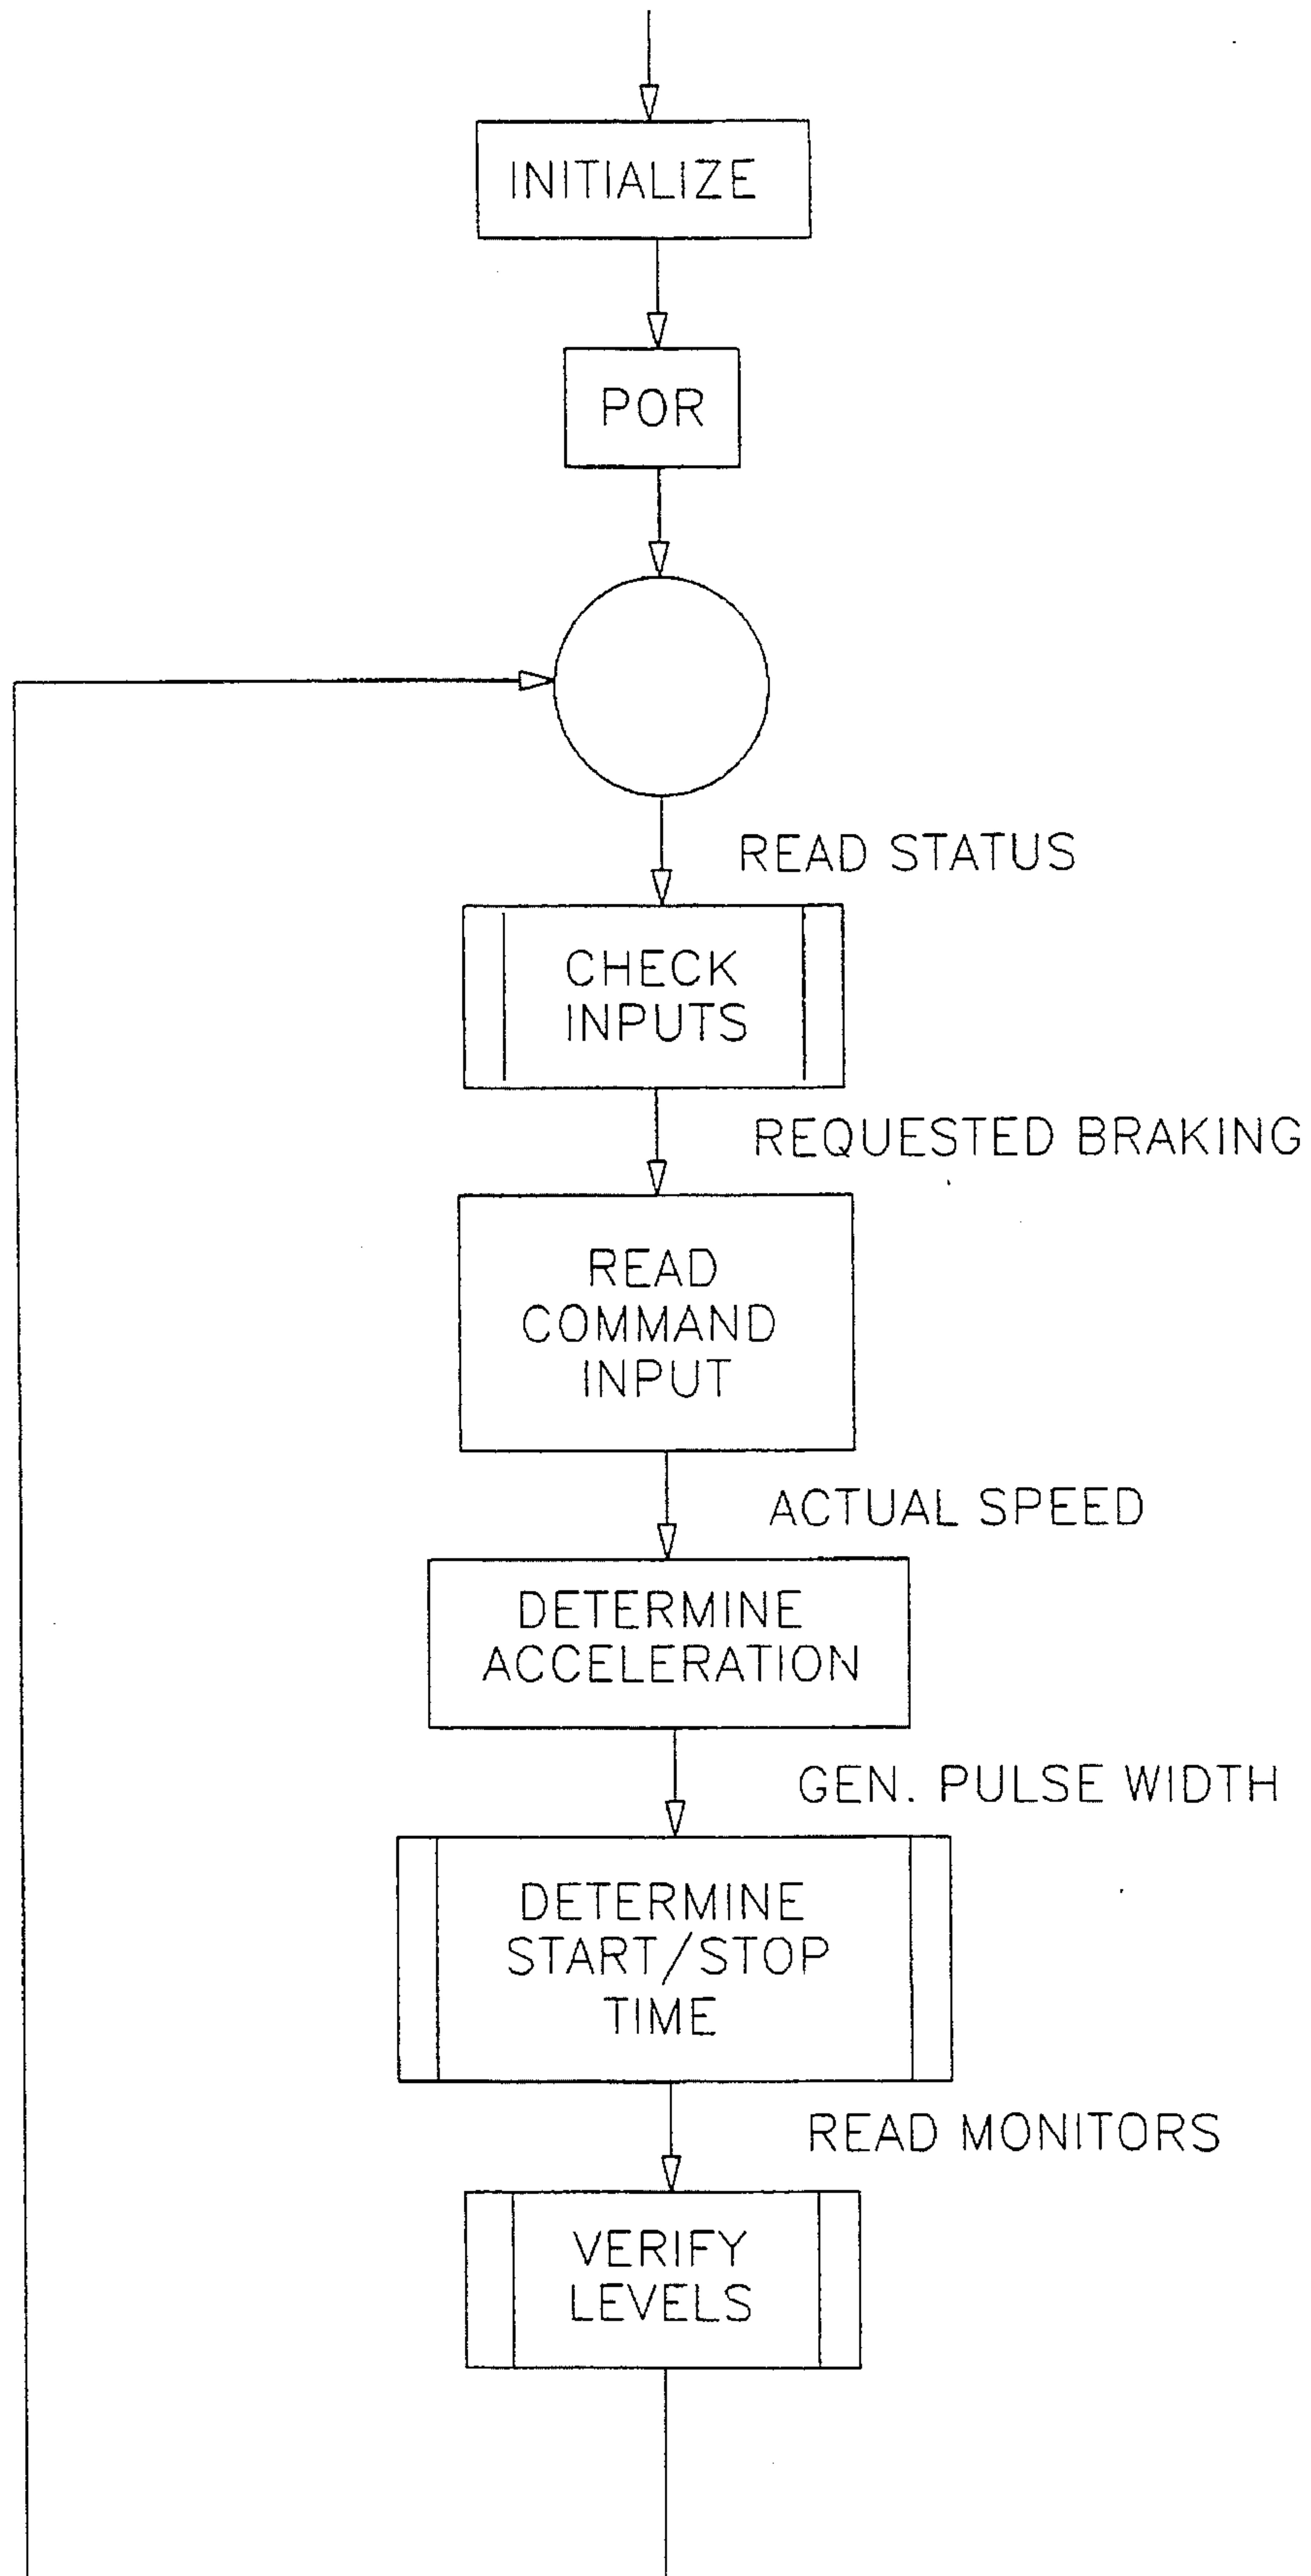 INITIALIZE
POR
READ STATUS
CHECK
INPUTS
REQUESTED BRAKING
READ
COMMAND
INPUT
ACTUAL SPEED
DETERMINE
ACCELERATION
GEN. PULSE WIDTH
DETERMINE
START/STOP
TIME
READ MONITORS
VERIFY
LEVELS